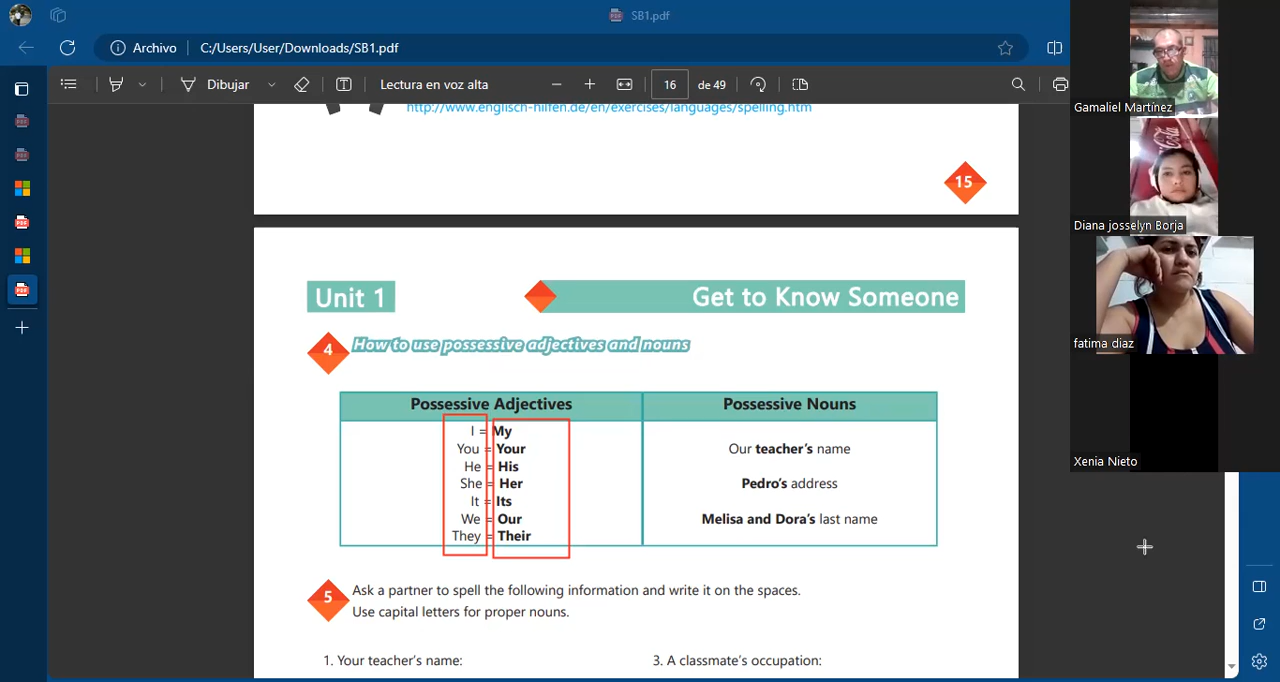 SB1.pdf
Archivo C:/Users/User/Downloads/SB1.pdf
Dibujar
Lectura en voz alta
16 de 49
http://www.englisch-hilfen.de/en/exercises/languages/spelling.htm
15
Unit 1
Get to Know Someone
4 How to use possessive adjectives and nouns
Possessive Adjectives
I = My
You = Your
He = His
She = Her
It = Its
We = Our
They = Their
Possessive Nouns
Our teacher's name
Pedro's address
Melisa and Dora's last name
5 Ask a partner to spell the following information and write it on the spaces.
Use capital letters for proper nouns.
1. Your teacher's name:
3. A classmate's occupation:
Gamaliel Martínez
Diana josselyn Borja
fatima diaz
Xenia Nieto